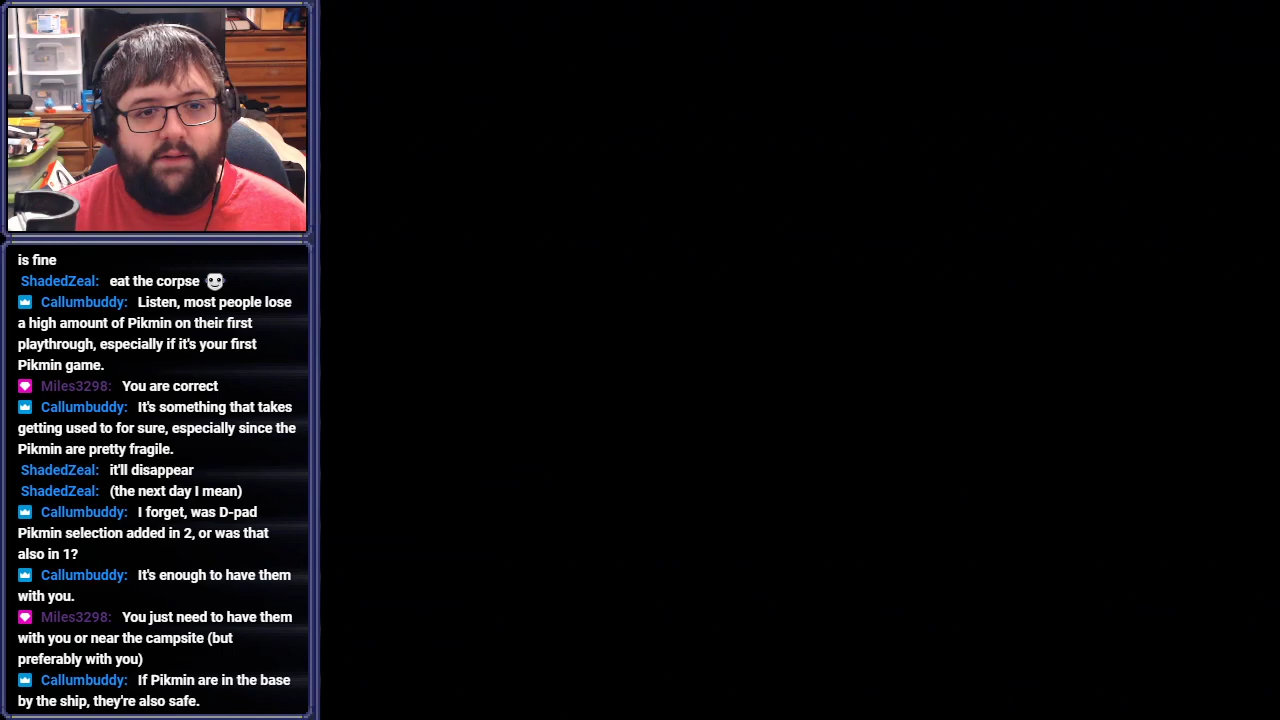 is fine
ShadedZeal: eat the corpse
Callumbuddy: Listen, most people lose
a high amount of Pikmin on their first
playthrough, especially if it's your first
Pikmin game.
Miles3298: You are correct
Callumbuddy: It's something that takes
getting used to for sure, especially since the
Pikmin are pretty fragile.
ShadedZeal: it'll disappear
ShadedZeal: (the next day I mean)
Callumbuddy: I forget, was D-pad
Pikmin selection added in 2, or was that
also in 1?
Callumbuddy: It's enough to have them
with you.
Miles3298: You just need to have them
with you or near the campsite (but
preferably with you)
Callumbuddy: If Pikmin are in the base
by the ship, they're also safe.